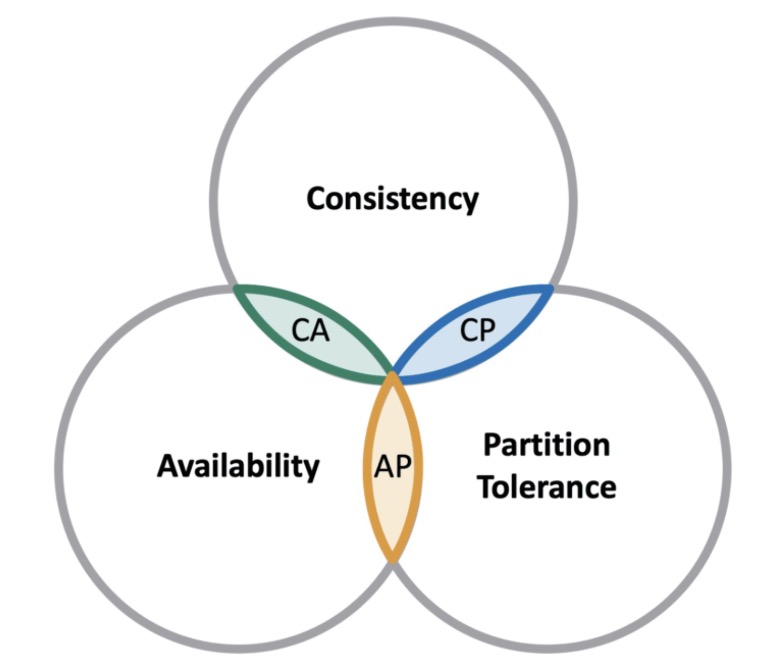 Consistency
CA
CP
Availability
AP
Partition
Tolerance